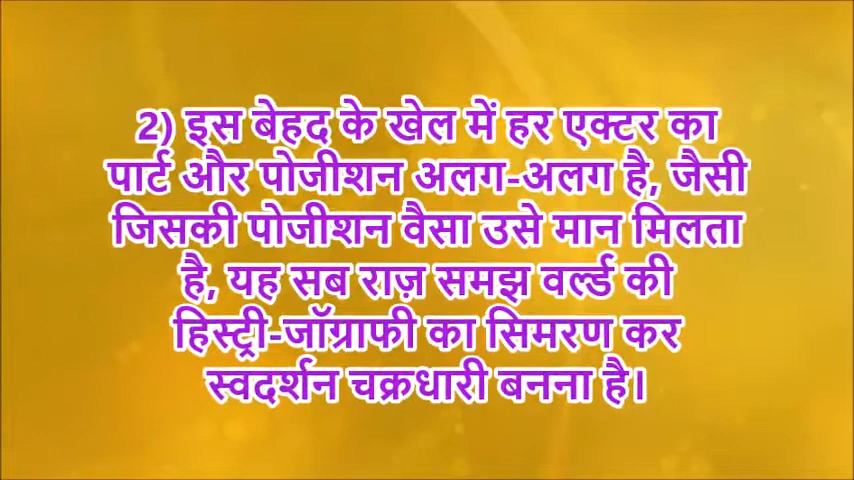 2) इस बेहद के खेल में हर एक्टर का
पार्ट और पोजीशन अलग-अलग है, जैसी
जिसकी पोजीशन वैसा उसे मान मिलता
है, यह सब राज़ समझ वर्ल्ड की
हिस्ट्री-जॉग्राफी का सिमरण कर
स्वदर्शन चक्रधारी बनना है।